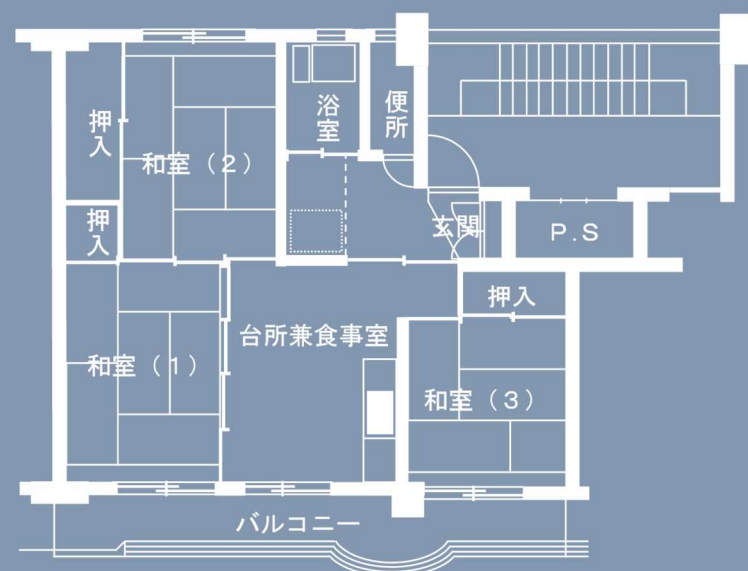 浴室
便所
押入
和室（２）
押入
玄関
Ｐ.Ｓ
押入
台所兼食事室
和室（１）
和室（３）
バルコニー